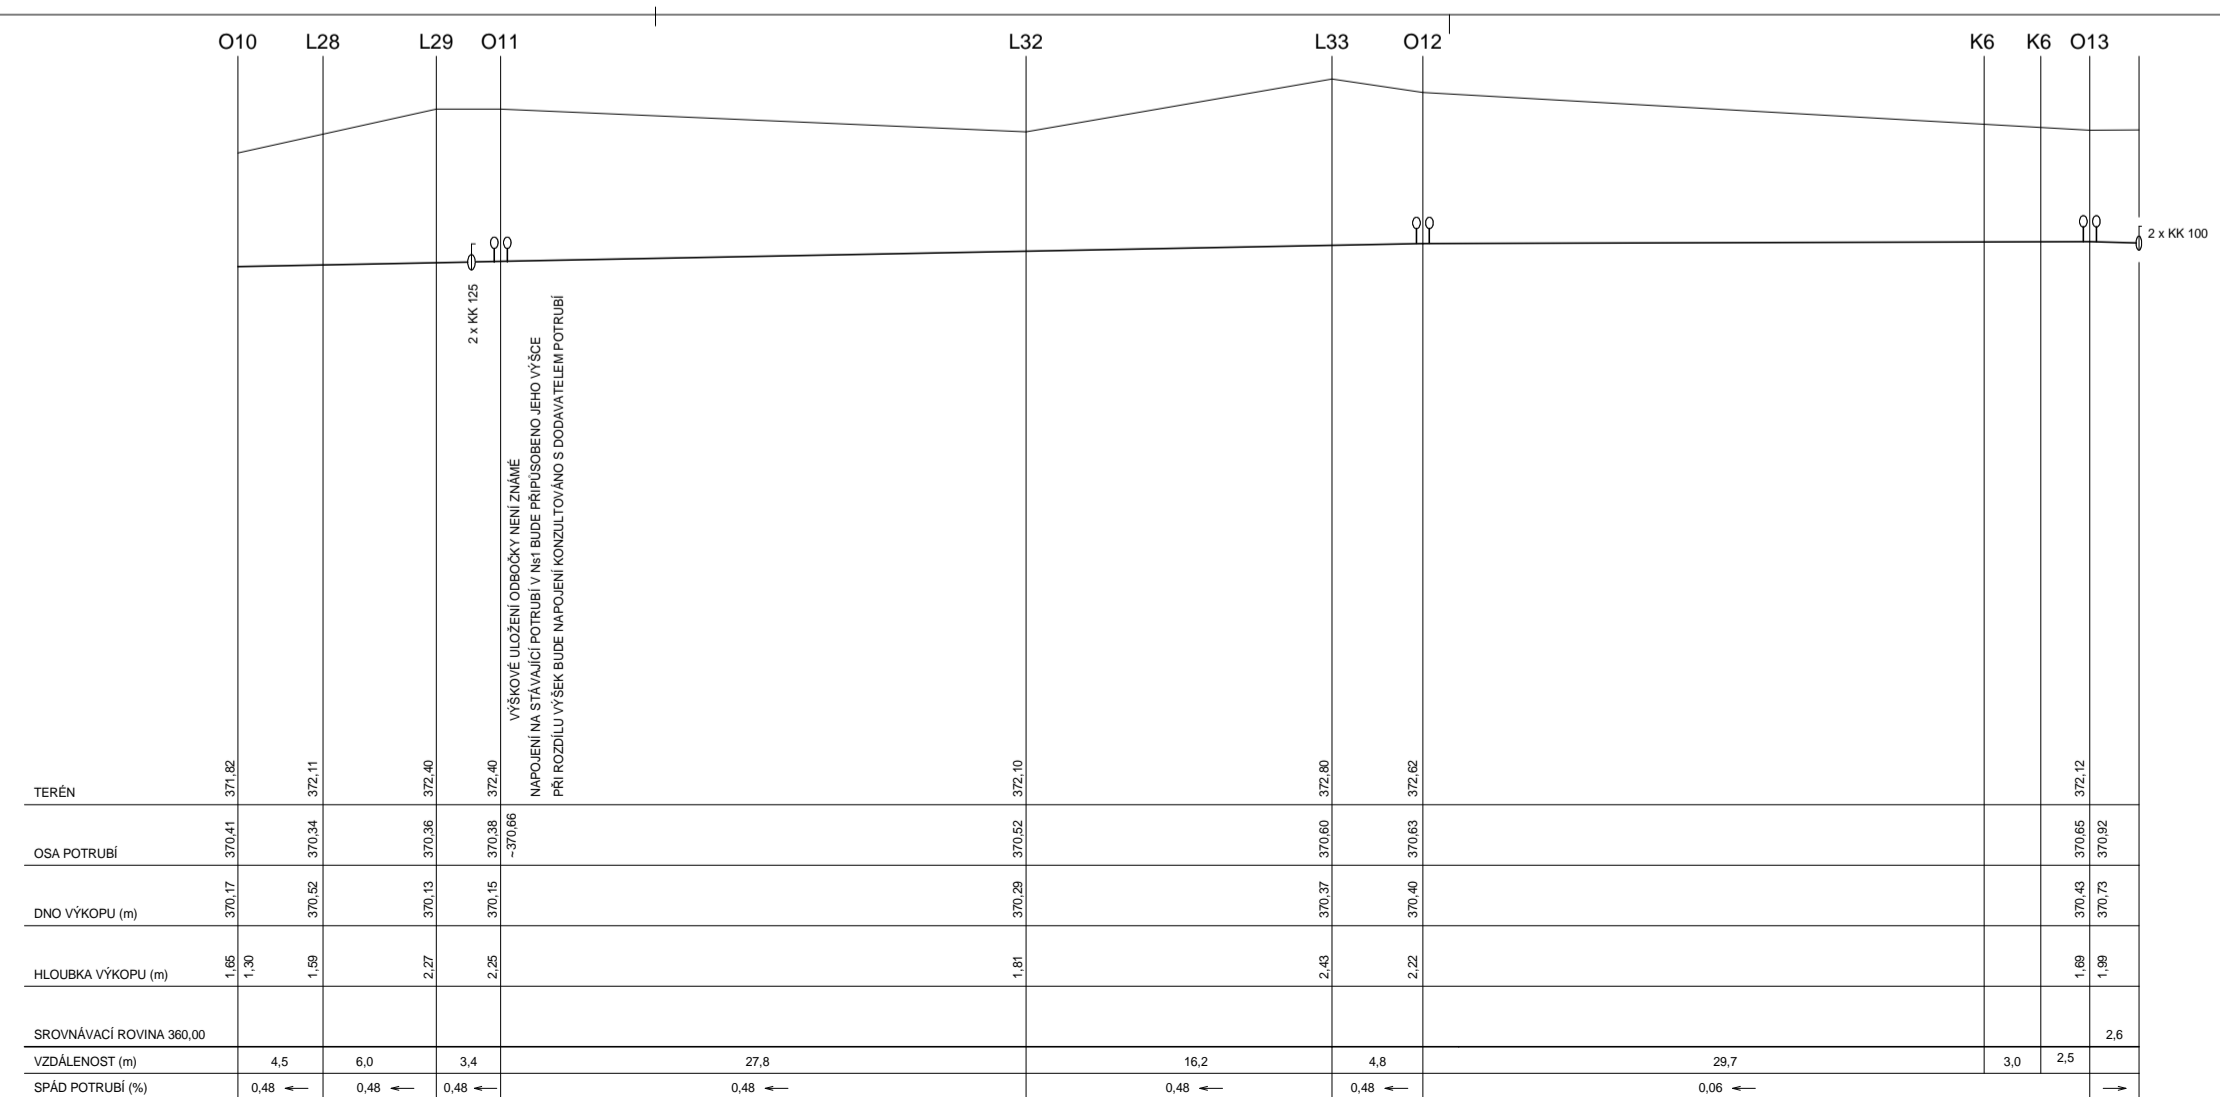 O10 L28 L29 O11 L32 L33 O12 K6 K6 O13
2 x KK 100
2 x KK 125
VÝŠKOVÉ ULOŽENÍ ODBOČKY NENÍ ZNÁMÉ
NAPOJENÍ NA STÁVAJÍCÍ POTRUBÍ V Ns1 BUDE PŘIPŮSOBENO JEHO VÝŠCE
PŘI ROZDÍLU VÝŠEK BUDE NAPOJENÍ KONZULTOVÁNO S DODAVATELEM POTRUBÍ
TERÉN 371,82 372,11 372,40 372,40 372,10 372,80 372,62 372,12
OSA POTRUBÍ 370,41 370,34 370,36 370,38 ~370,66 370,52 370,60 370,63 370,65 370,92
DNO VÝKOPU (m) 370,17 370,52 370,13 370,15 370,29 370,37 370,40 370,43 370,73
HLOUBKA VÝKOPU (m) 1,65 1,30 1,59 2,27 2,25 1,81 2,43 2,22 1,69 1,99
SROVNÁVACÍ ROVINA 360,00 2,6
VZDÁLENOST (m) 4,5 6,0 3,4 27,8 16,2 4,8 29,7 3,0 2,5
SPÁD POTRUBÍ (%) 0,48 0,48 0,48 0,48 0,48 0,48 0,06